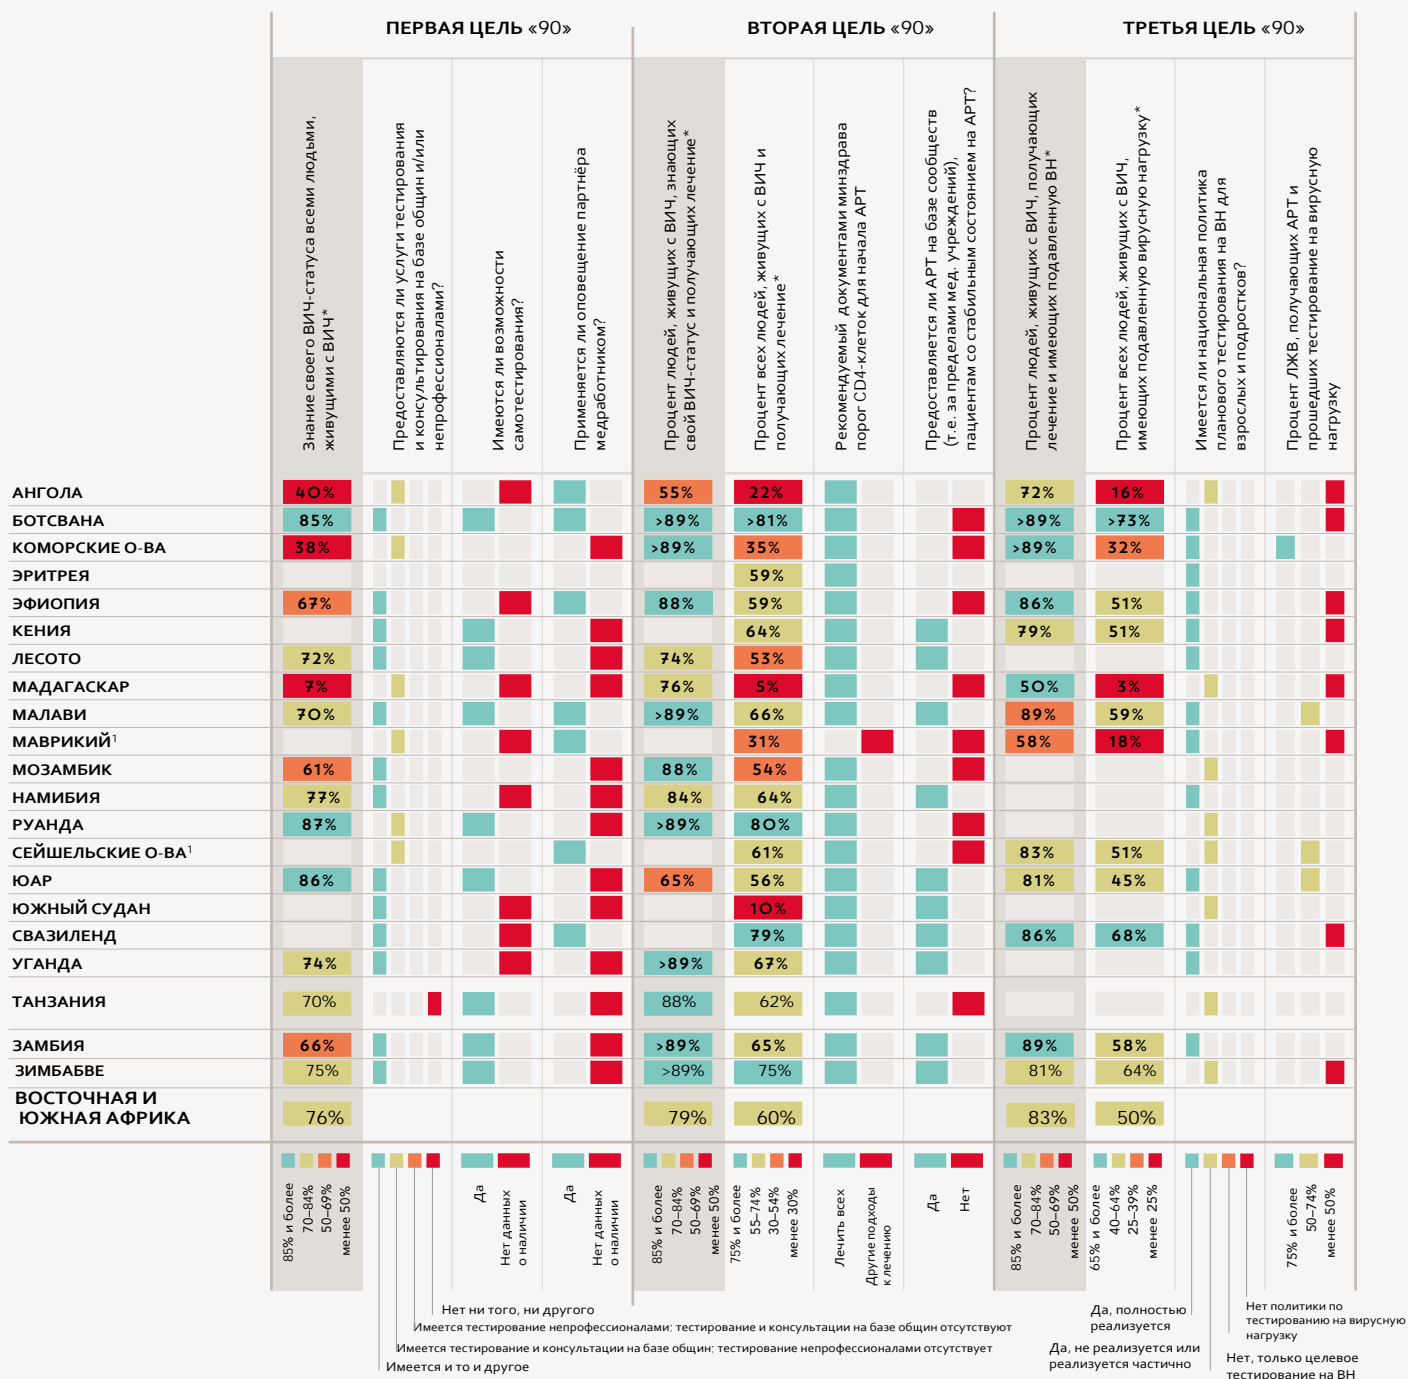 ПЕРВАЯ ЦЕЛЬ «90»
ВТОРАЯ ЦЕЛЬ «90»
ТРЕТЬЯ ЦЕЛЬ «90»
Знание своего ВИЧ-статуса всеми людьми,
живущими с ВИЧ*
Предоставляются ли услуги тестирования
и консультирования на базе общин и/или
непрофессионалами?
Имеются ли возможности
самотестирования?
Применяется ли оповещение партнёра
медработником?
Процент людей, живущих с ВИЧ, знающих
свой ВИЧ-статус и получающих лечение*
Процент всех людей, живущих с ВИЧ и
получающих лечение*
Рекомендуемый документами минздрава
порог CD4-клеток для начала АРТ
Предоставляется ли АРТ на базе сообществ
(т.е. за пределами мед. учреждений),
пациентам со стабильным состоянием на АРТ?
Процент людей, живущих с ВИЧ, получающих
лечение и имеющих подавленную ВН*
Процент всех людей, живущих с ВИЧ,
имеющих подавленную вирусную нагрузку*
Имеется ли национальная политика
планового тестирования на ВН для
взрослых и подростков?
Процент ЛЖВ, получающих АРТ и
прошедших тестирование на вирусную
нагрузку
АНГОЛА 40% 55% 22% 72% 16%
БОТСВАНА 85% >89% >81% >89% >73%
КОМОРСКИЕ О-ВА 38% >89% 35% >89% 32%
ЭРИТРЕЯ 59%
ЭФИОПИЯ 67% 88% 59% 86% 51%
КЕНИЯ 64% 79% 51%
ЛЕСОТО 72% 74% 53%
МАДАГАСКАР 7% 76% 5% 50% 3%
МАЛАВИ 70% >89% 66% 89% 59%
МАВРИКИЙ¹ 31% 58% 18%
МОЗАМБИК 61% 88% 54%
НАМИБИЯ 77% 84% 64%
РУАНДА 87% >89% 80%
СЕЙШЕЛЬСКИЕ О-ВА¹ 61% 83% 51%
ЮАР 86% 65% 56% 81% 45%
ЮЖНЫЙ СУДАН 10%
СВАЗИЛЕНД 79% 86% 68%
УГАНДА 74% >89% 67%
ТАНЗАНИЯ 70% 88% 62%
ЗАМБИЯ 66% >89% 65% 89% 58%
ЗИМБАБВЕ 75% >89% 75% 81% 64%
ВОСТОЧНАЯ И
ЮЖНАЯ АФРИКА 76% 79% 60% 83% 50%
85% и более
70–84%
50–69%
менее 50%
Да
Нет данных
о наличии
Да
Нет данных
о наличии
85% и более
70–84%
50–69%
менее 50%
75% и более
55–74%
30–54%
менее 30%
Лечить всех
Другие подходы
к лечению
Да
Нет
85% и более
70–84%
50–69%
менее 50%
65% и более
40–64%
25–39%
менее 25%
75% и более
50–74%
менее 50%
Нет ни того, ни другого
Имеется тестирование непрофессионалами; тестирование и консультации на базе общин отсутствуют
Имеется тестирование и консультации на базе общин; тестирование непрофессионалами отсутствует
Имеется и то и другое
Да, полностью
реализуется
Да, не реализуется или
реализуется частично
Нет политики по
тестированию на вирусную
нагрузку
Нет, только целевое
тестирование на ВН